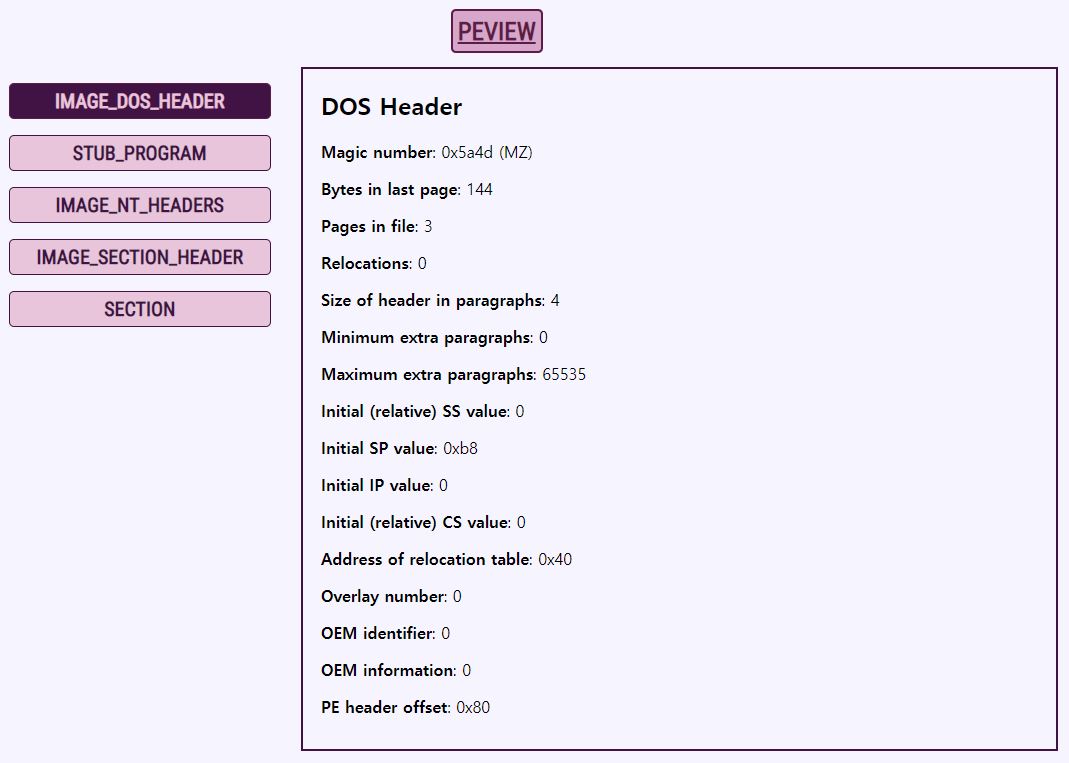 PEVIEW
IMAGE_DOS_HEADER
STUB_PROGRAM
IMAGE_NT_HEADERS
IMAGE_SECTION_HEADER
SECTION
DOS Header
Magic number: 0x5a4d (MZ)
Bytes in last page: 144
Pages in file: 3
Relocations: 0
Size of header in paragraphs: 4
Minimum extra paragraphs: 0
Maximum extra paragraphs: 65535
Initial (relative) SS value: 0
Initial SP value: 0xb8
Initial IP value: 0
Initial (relative) CS value: 0
Address of relocation table: 0x40
Overlay number: 0
OEM identifier: 0
OEM information: 0
PE header offset: 0x80